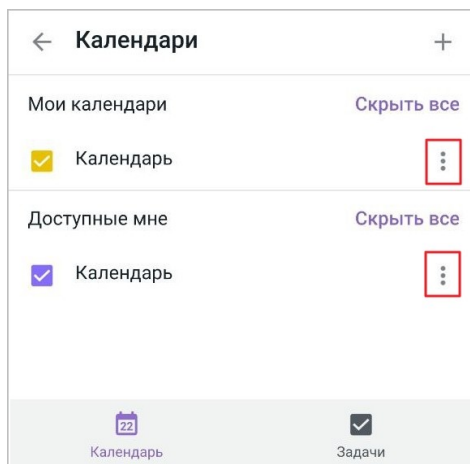 Календари
Мои календари Скрыть все
Календарь
Доступные мне Скрыть все
Календарь
22
Календарь Задачи